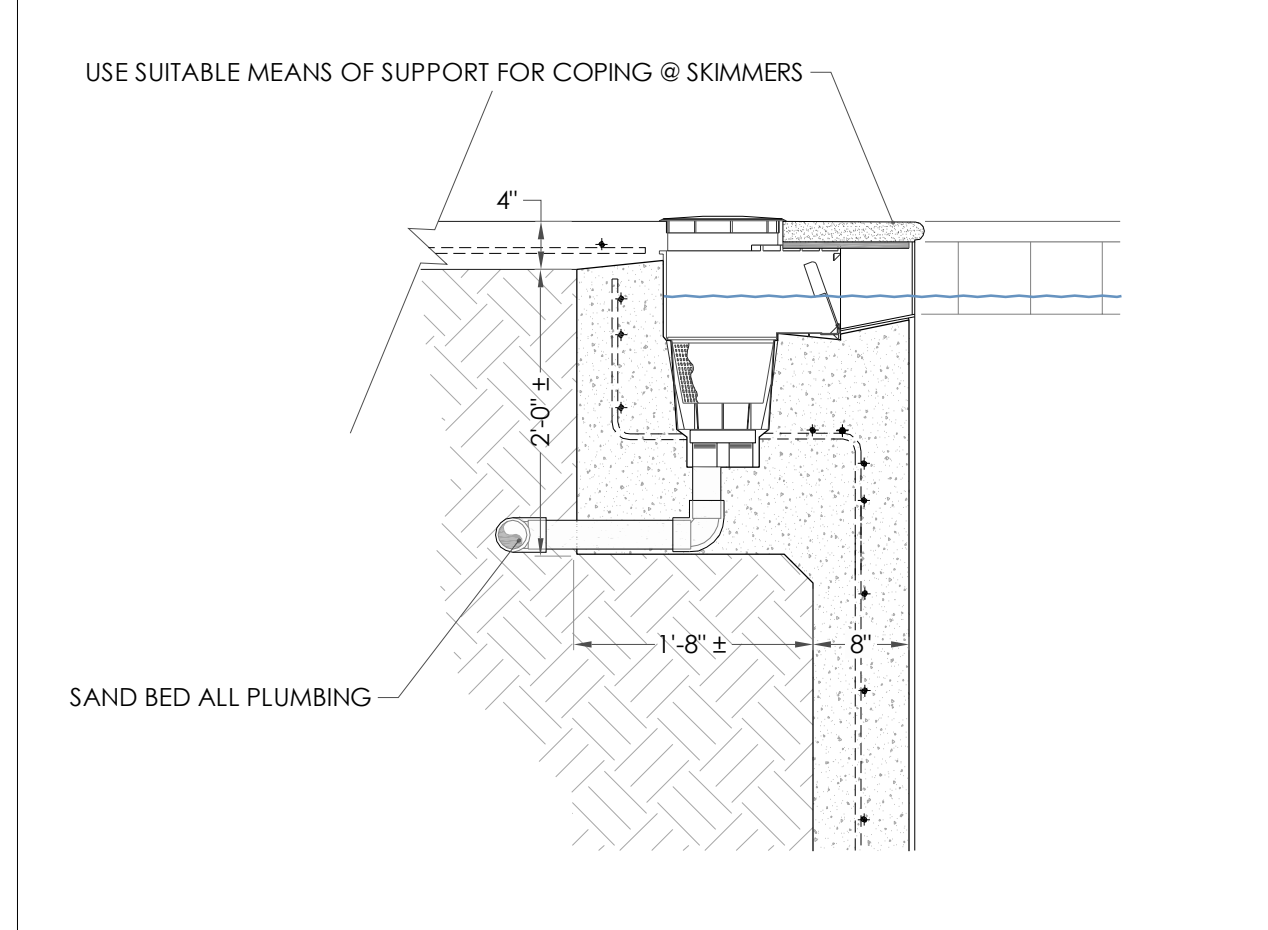 USE SUITABLE MEANS OF SUPPORT FOR COPING @ SKIMMERS
4"
2'-0" ±
1'-8" ±
8"
SAND BED ALL PLUMBING